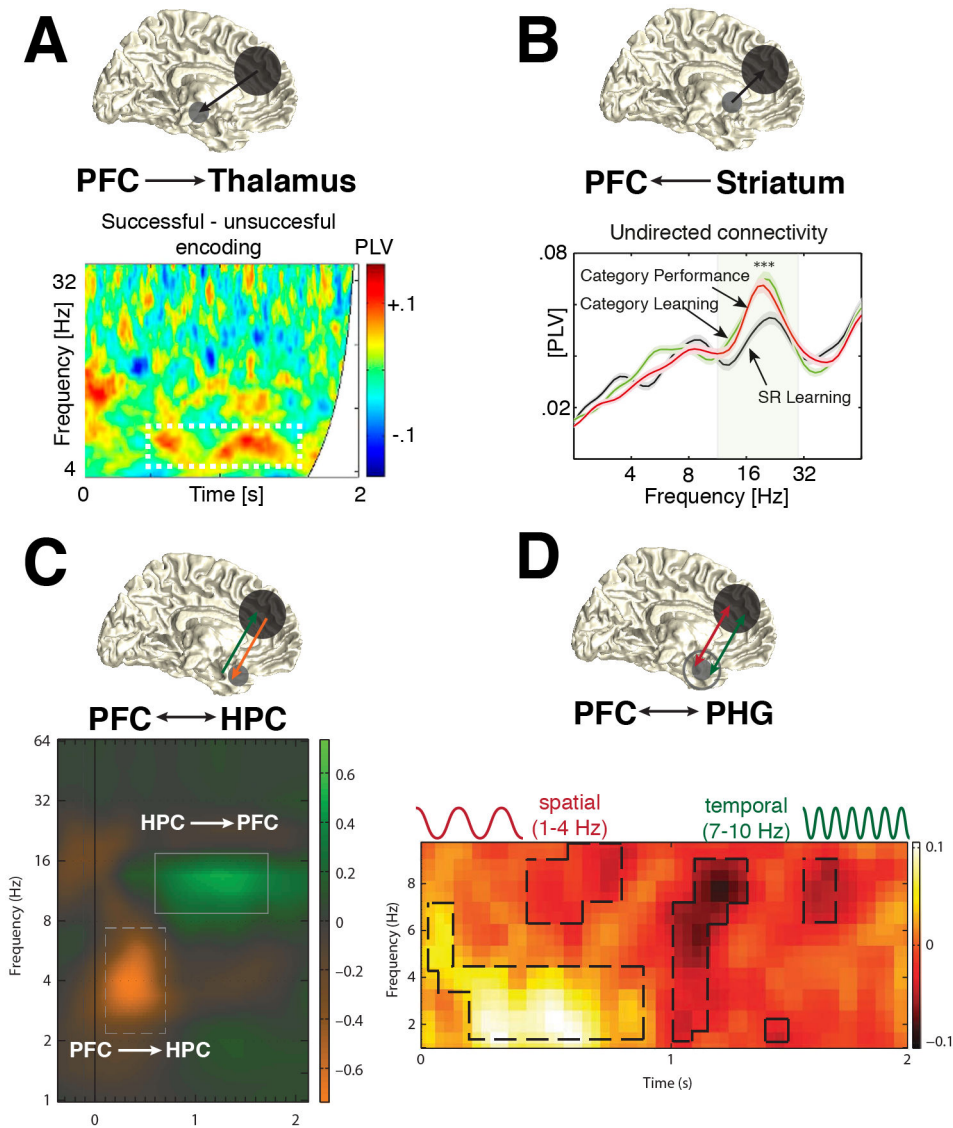 A
PFC → Thalamus
Successful - unsuccesful
encoding
PLV
32
+.1
Frequency [Hz]
-.1
4
0
Time [s]
2
B
PFC ← Striatum
Undirected connectivity
.08
***
Category Performance
Category Learning
[PLV]
SR Learning
.02
4 8 16 32
Frequency [Hz]
C
PFC ↔ HPC
64
32
16
8
4
2
1
Frequency (Hz)
HPC → PFC
PFC → HPC
0 1 2
0.6
0.4
0.2
0
−0.2
−0.4
−0.6
D
PFC ↔ PHG
spatial
(1-4 Hz)
temporal
(7-10 Hz)
8
6
4
2
Frequency (Hz)
0 1 2
Time (s)
0.1
0
−0.1